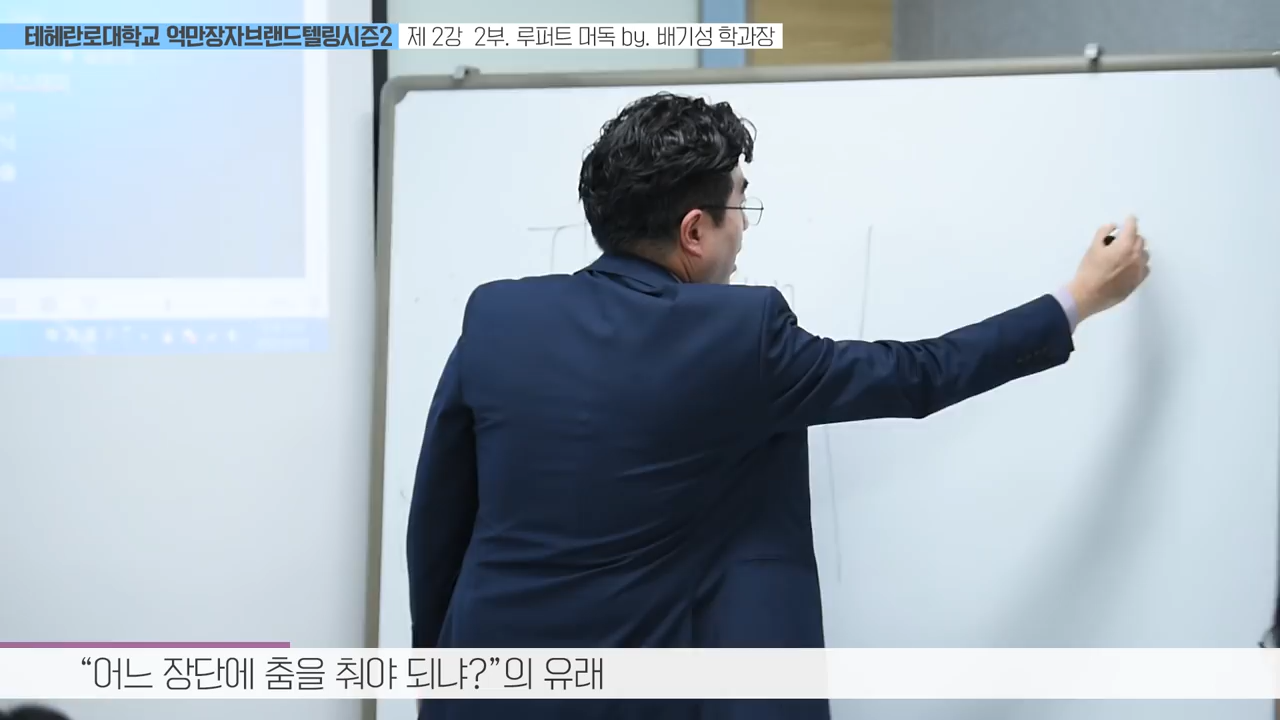 테헤란로대학교 억만장자브랜드텔링시즌2 제 2강 2부. 루퍼트 머독 by. 배기성 학과장
“어느 장단에 춤을 춰야 되냐?”의 유래